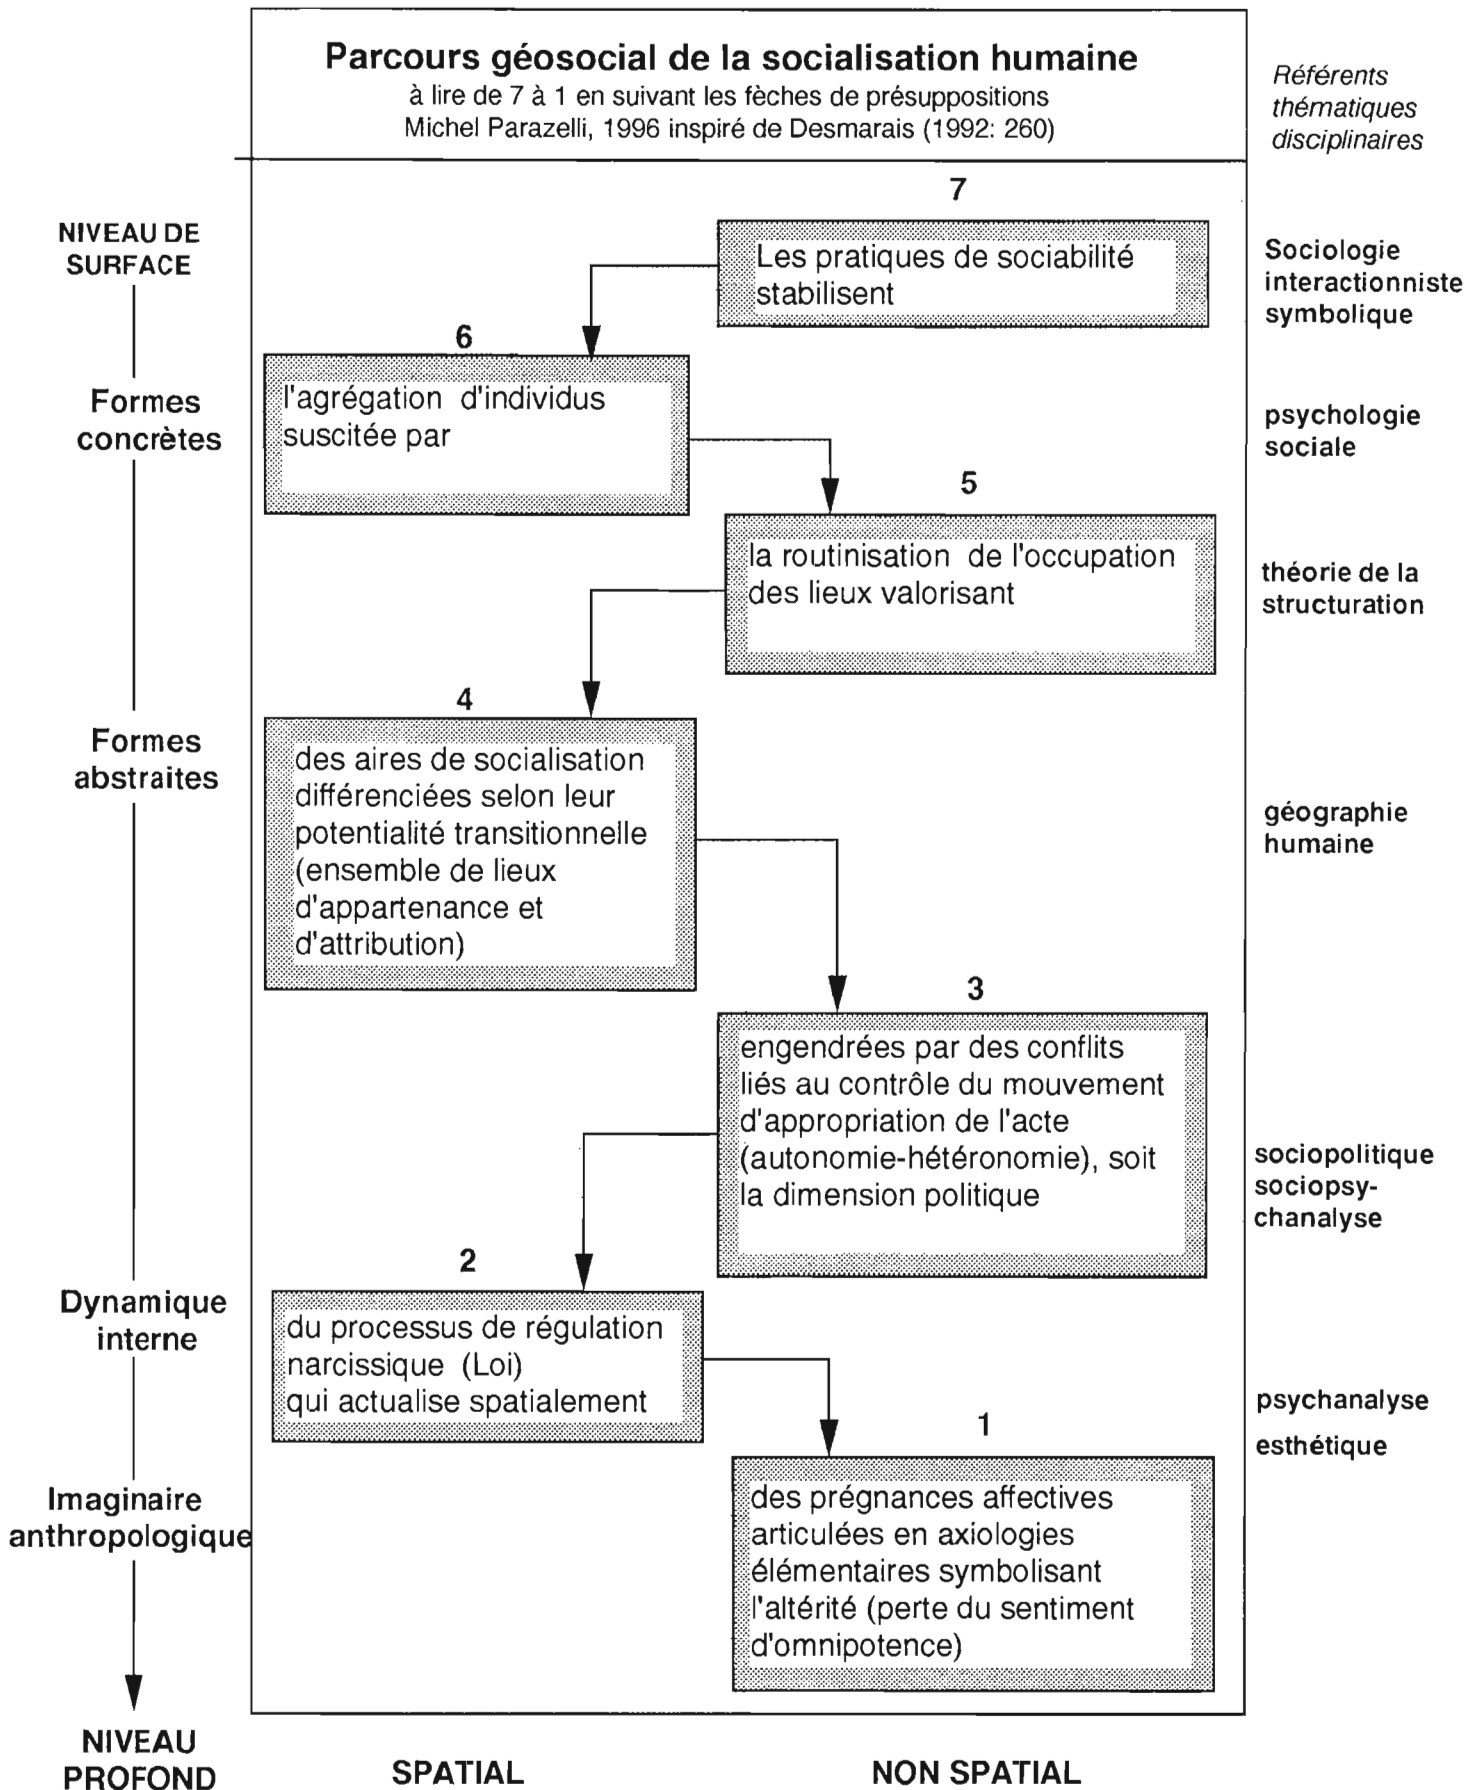 Parcours géosocial de la socialisation humaine
à lire de 7 à 1 en suivant les fèches de présuppositions
Michel Parazelli, 1996 inspiré de Desmarais (1992: 260)
Référents
thématiques
disciplinaires
NIVEAU DE
SURFACE
7
Les pratiques de sociabilité
stabilisent
Sociologie
interactionniste
symbolique
Formes
concrètes
6
l'agrégation d'individus
suscitée par
psychologie
sociale
5
la routinisation de l'occupation
des lieux valorisant
théorie de la
structuration
Formes
abstraites
4
des aires de socialisation
différenciées selon leur
potentialité transitionnelle
(ensemble de lieux
d'appartenance et
d'attribution)
géographie
humaine
3
engendrées par des conflits
liés au contrôle du mouvement
d'appropriation de l'acte
(autonomie-hétéronomie), soit
la dimension politique
sociopolitique
sociopsy-
chanalyse
Dynamique
interne
2
du processus de régulation
narcissique (Loi)
qui actualise spatialement
psychanalyse
esthétique
Imaginaire
anthropologique
1
des prégnances affectives
articulées en axiologies
élémentaires symbolisant
l'altérité (perte du sentiment
d'omnipotence)
NIVEAU
PROFOND
SPATIAL
NON SPATIAL